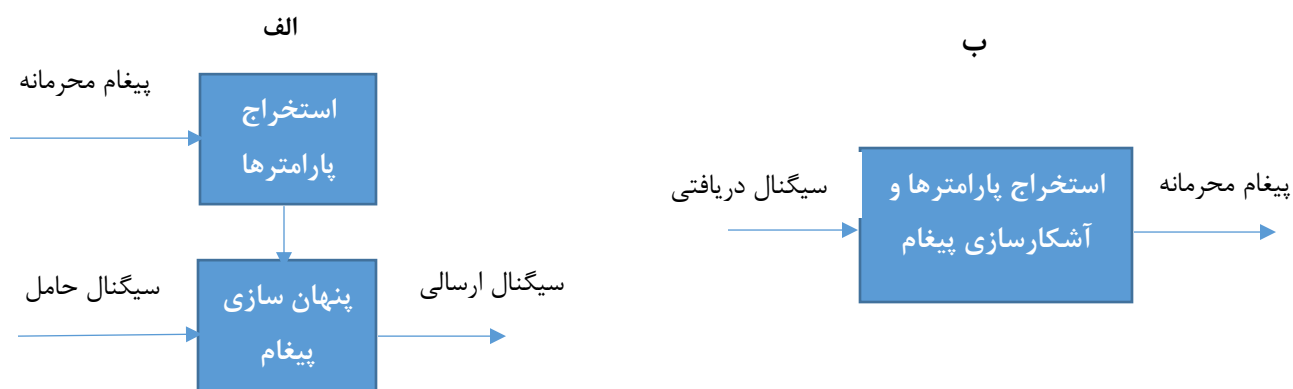 الف
پیغام محرمانه
استخراج
پارامترها
سیگنال حامل
پنهان سازی
پیغام
سیگنال ارسالی
ب
سیگنال دریافتی
استخراج پارامترها و
آشکارسازی پیغام
پیغام محرمانه